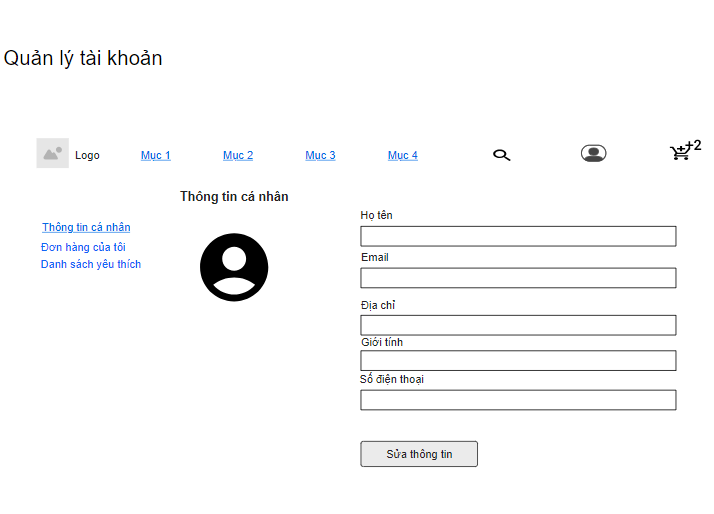 Quản lý tài khoản
Logo
Mục 1
Mục 2
Mục 3
Mục 4
+2
Thông tin cá nhân
Thông tin cá nhân
Đơn hàng của tôi
Danh sách yêu thích
Họ tên
Email
Địa chỉ
Giới tính
Số điện thoại
Sửa thông tin